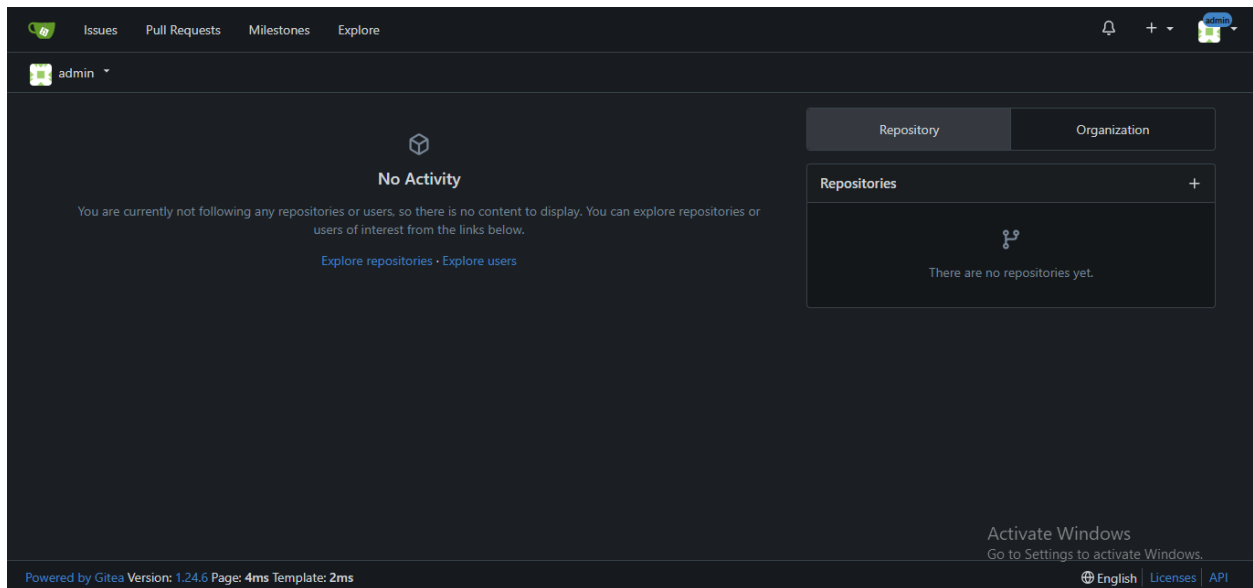 Issues Pull Requests Milestones Explore admin
admin
Repository Organization
No Activity
Repositories
You are currently not following any repositories or users, so there is no content to display. You can explore repositories or
users of interest from the links below.
Explore repositories · Explore users
There are no repositories yet.
Activate Windows
Go to Settings to activate Windows.
Powered by Gitea Version: 1.24.6 Page: 4ms Template: 2ms English Licenses API